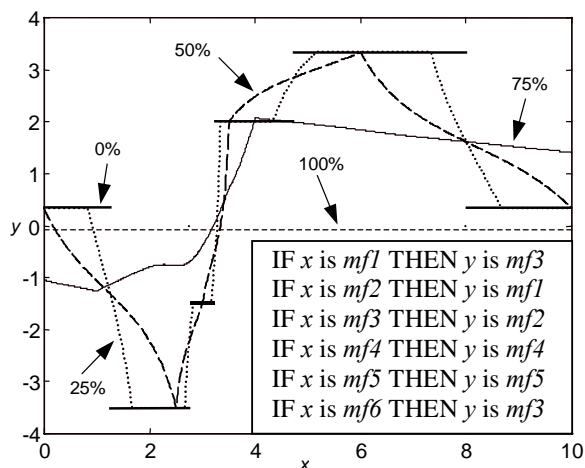 4
50%
3
75%
2
0%
1
100%
y
0
IF x is mf1 THEN y is mf3
-1
IF x is mf2 THEN y is mf1
IF x is mf3 THEN y is mf2
-2
IF x is mf4 THEN y is mf4
-3
IF x is mf5 THEN y is mf5
25%
IF x is mf6 THEN y is mf3
-4
0 2 4 6 8 10
x